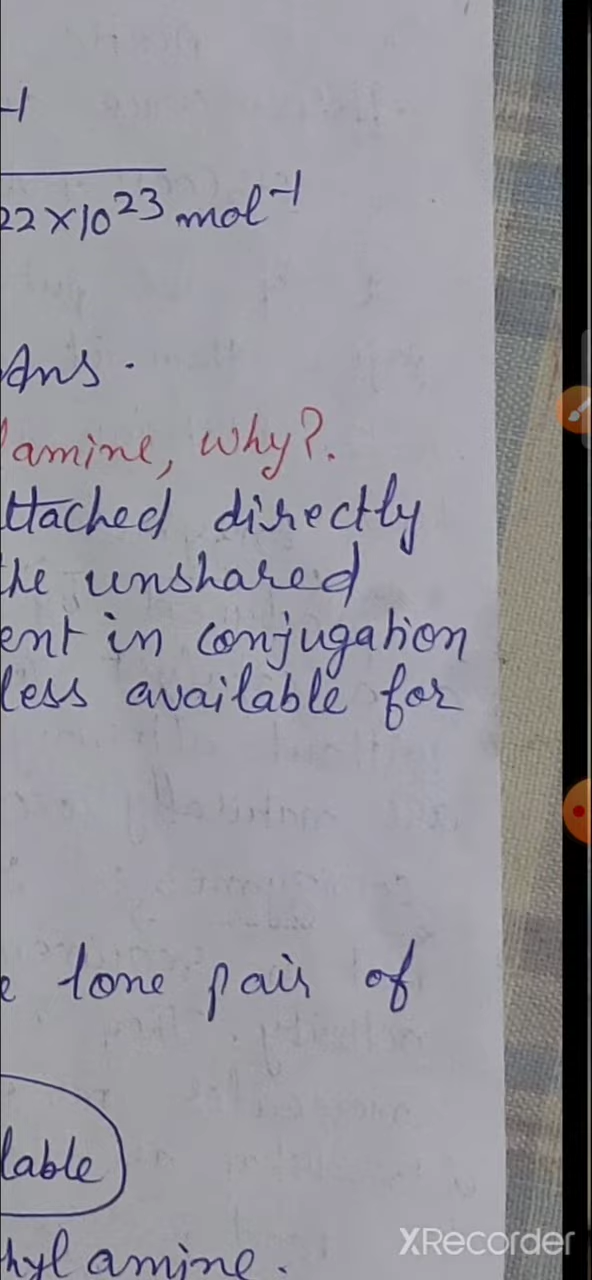 -1
22×10²³ mol⁻¹
Ans.
amine, why?.
ttached directly
the unshared
ent in conjugation
less available for
e lone pair of
lable
hyl amine.
XRecorder